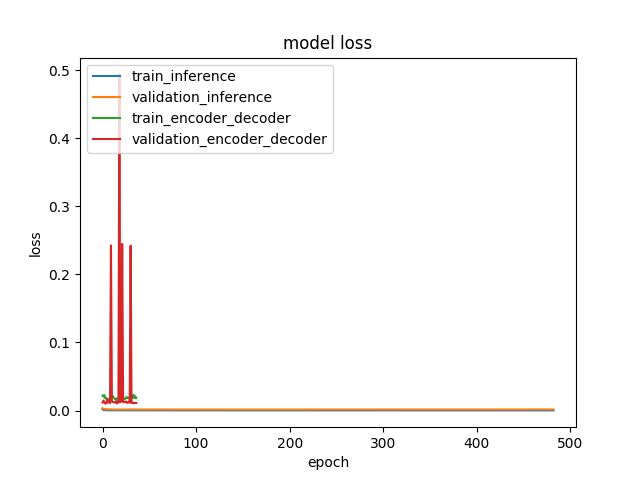 model loss
train_inference
validation_inference
train_encoder_decoder
validation_encoder_decoder
0.5
0.4
0.3
0.2
0.1
0.0
loss
0 100 200 300 400 500
epoch